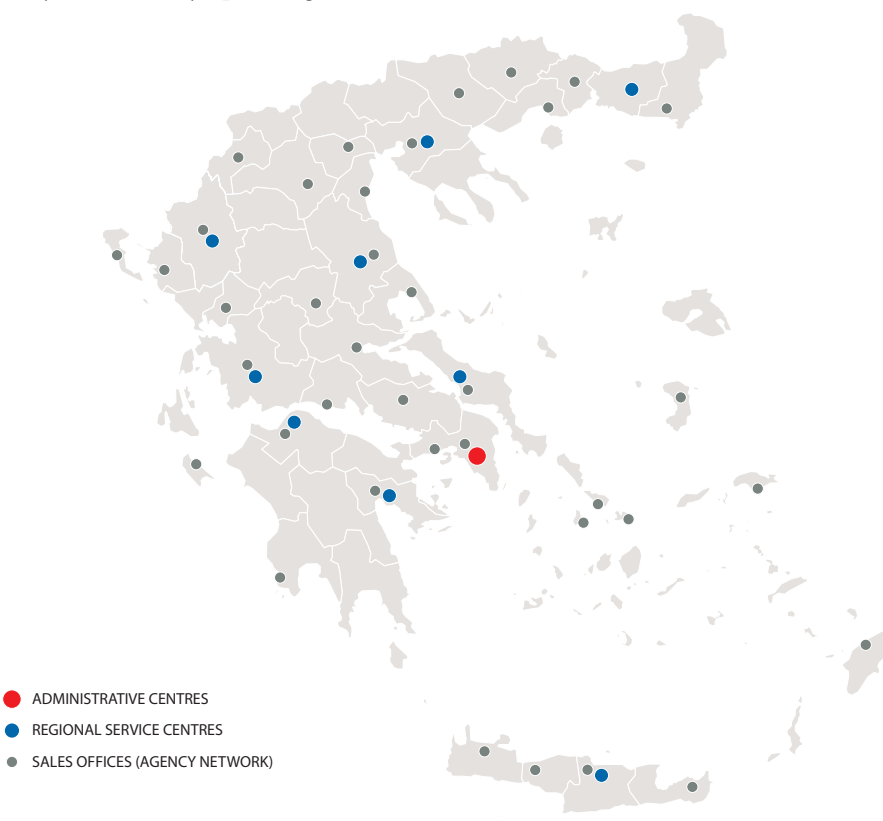 ADMINISTRATIVE CENTRES
REGIONAL SERVICE CENTRES
SALES OFFICES (AGENCY NETWORK)